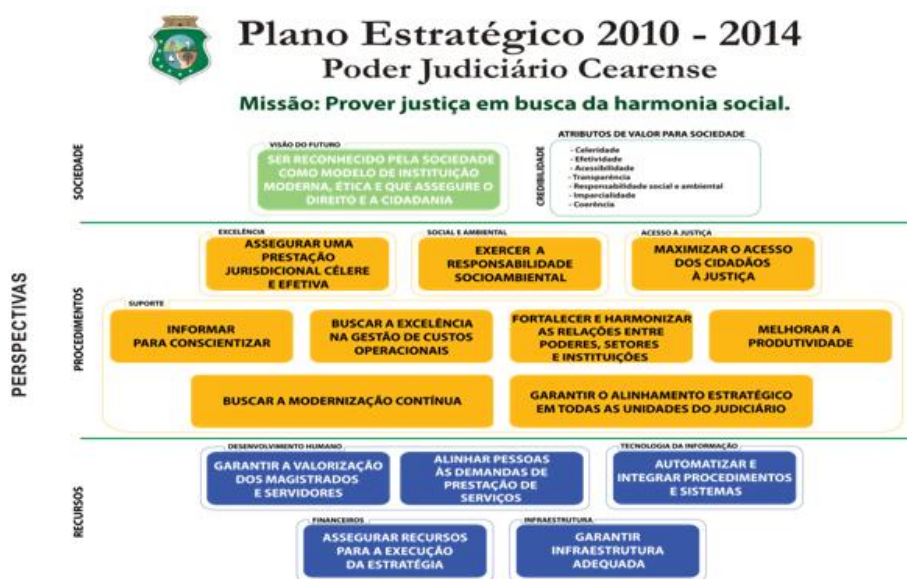 Plano Estratégico 2010 - 2014
Poder Judiciário Cearense
Missão: Prover justiça em busca da harmonia social.
PERSPECTIVAS
SOCIEDADE
VISÃO DO FUTURO
SER RECONHECIDO PELA SOCIEDADE
COMO MODELO DE INSTITUIÇÃO
MODERNA, ÉTICA E QUE ASSEGURE O
DIREITO E A CIDADANIA
ATRIBUTOS DE VALOR PARA SOCIEDADE
CREDIBILIDADE
- Celeridade
- Efetividade
- Acessibilidade
- Transparência
- Responsabilidade social e ambiental
- Imparcialidade
- Coerência
PROCEDIMENTOS
EXCELÊNCIA
ASSEGURAR UMA
PRESTAÇÃO
JURISDICIONAL CÉLERE
E EFETIVA
SOCIAL E AMBIENTAL
EXERCER A
RESPONSABILIDADE
SOCIOAMBIENTAL
ACESSO À JUSTIÇA
MAXIMIZAR O ACESSO
DOS CIDADÃOS
À JUSTIÇA
SUPORTE
INFORMAR
PARA CONSCIENTIZAR
BUSCAR A EXCELÊNCIA
NA GESTÃO DE CUSTOS
OPERACIONAIS
FORTALECER E HARMONIZAR
AS RELAÇÕES ENTRE
PODERES, SETORES
E INSTITUIÇÕES
MELHORAR A
PRODUTIVIDADE
BUSCAR A MODERNIZAÇÃO CONTÍNUA
GARANTIR O ALINHAMENTO ESTRATÉGICO
EM TODAS AS UNIDADES DO JUDICIÁRIO
RECURSOS
DESENVOLVIMENTO HUMANO
GARANTIR A VALORIZAÇÃO
DOS MAGISTRADOS
E SERVIDORES
ALINHAR PESSOAS
ÀS DEMANDAS DE
PRESTAÇÃO DE
SERVIÇOS
TECNOLOGIA DA INFORMAÇÃO
AUTOMATIZAR E
INTEGRAR PROCEDIMENTOS
E SISTEMAS
FINANCEIROS
ASSEGURAR RECURSOS
PARA A EXECUÇÃO
DA ESTRATÉGIA
INFRAESTRUTURA
GARANTIR
INFRAESTRUTURA
ADEQUADA